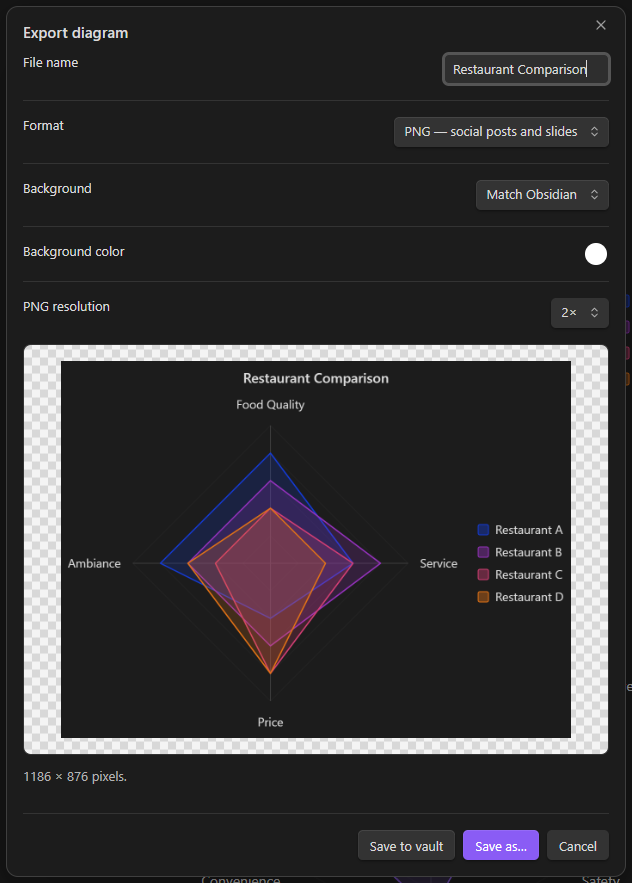 Export diagram
File name
Restaurant Comparison
Format
PNG — social posts and slides
Background
Match Obsidian
Background color
PNG resolution
2×
Restaurant Comparison
Food Quality
Ambiance
Service
Restaurant A
Restaurant B
Restaurant C
Restaurant D
Price
1186 × 876 pixels.
Save to vault
Save as...
Cancel